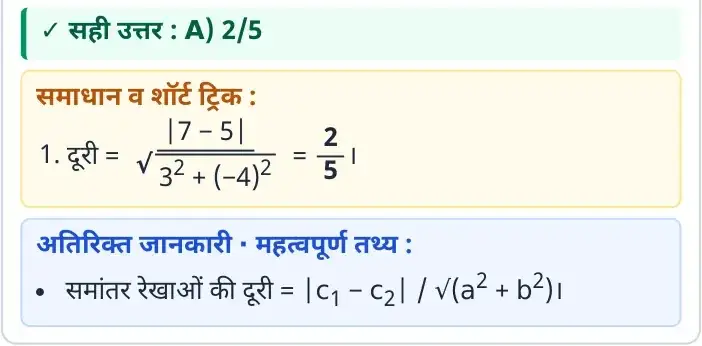 ✓ सही उत्तर : A) 2/5
समाधान व शॉर्ट ट्रिक :
1. दूरी = |7 − 5| / √3² + (−4)² = 2/5।
अतिरिक्त जानकारी · महत्वपूर्ण तथ्य :
• समांतर रेखाओं की दूरी = |c₁ − c₂| / √(a² + b²)।